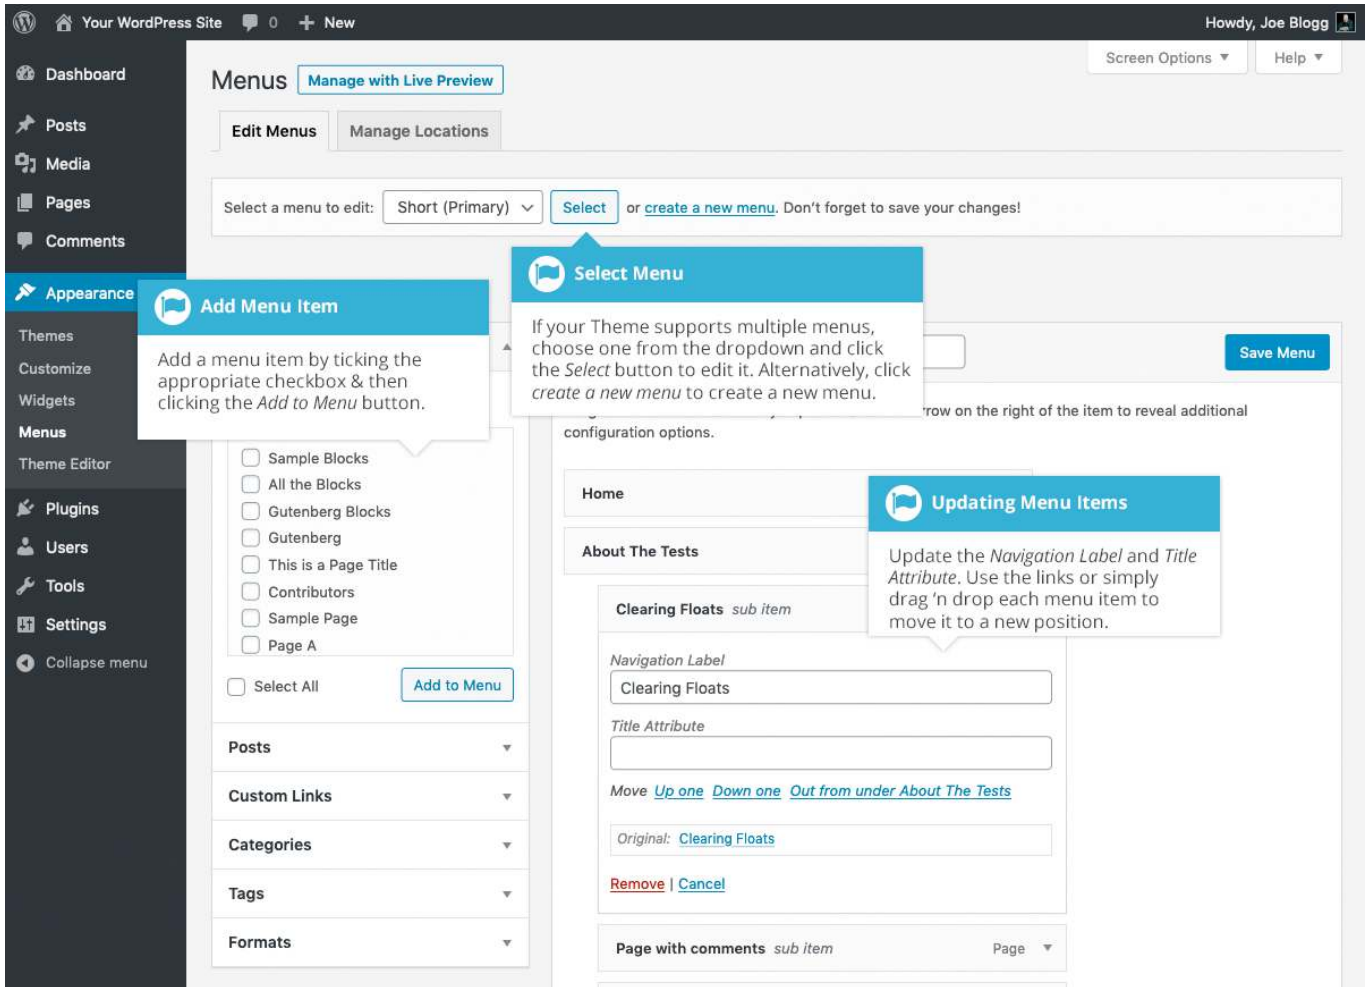 Your WordPress Site 0 + New Howdy, Joe Blogg
Screen Options ▼ Help ▼
Dashboard
Posts
Media
Pages
Comments
Appearance
Themes
Customize
Widgets
Menus
Theme Editor
Plugins
Users
Tools
Settings
Collapse menu
Menus Manage with Live Preview
Edit Menus Manage Locations
Select a menu to edit: Short (Primary) Select or create a new menu. Don't forget to save your changes!
Add Menu Item
Add a menu item by ticking the
appropriate checkbox & then
clicking the Add to Menu button.
Select Menu
If your Theme supports multiple menus,
choose one from the dropdown and click
the Select button to edit it. Alternatively, click
create a new menu to create a new menu.
Save Menu
on the right of the item to reveal additional
configuration options.
Sample Blocks
All the Blocks
Gutenberg Blocks
Gutenberg
This is a Page Title
Contributors
Sample Page
Page A
Select All Add to Menu
Posts ▼
Custom Links ▼
Categories ▼
Tags ▼
Formats ▼
Home
About The Tests
Updating Menu Items
Update the Navigation Label and Title
Attribute. Use the links or simply
drag 'n drop each menu item to
move it to a new position.
Clearing Floats sub item
Navigation Label
Clearing Floats
Title Attribute
Move Up one Down one Out from under About The Tests
Original: Clearing Floats
Remove | Cancel
Page with comments sub item Page ▼